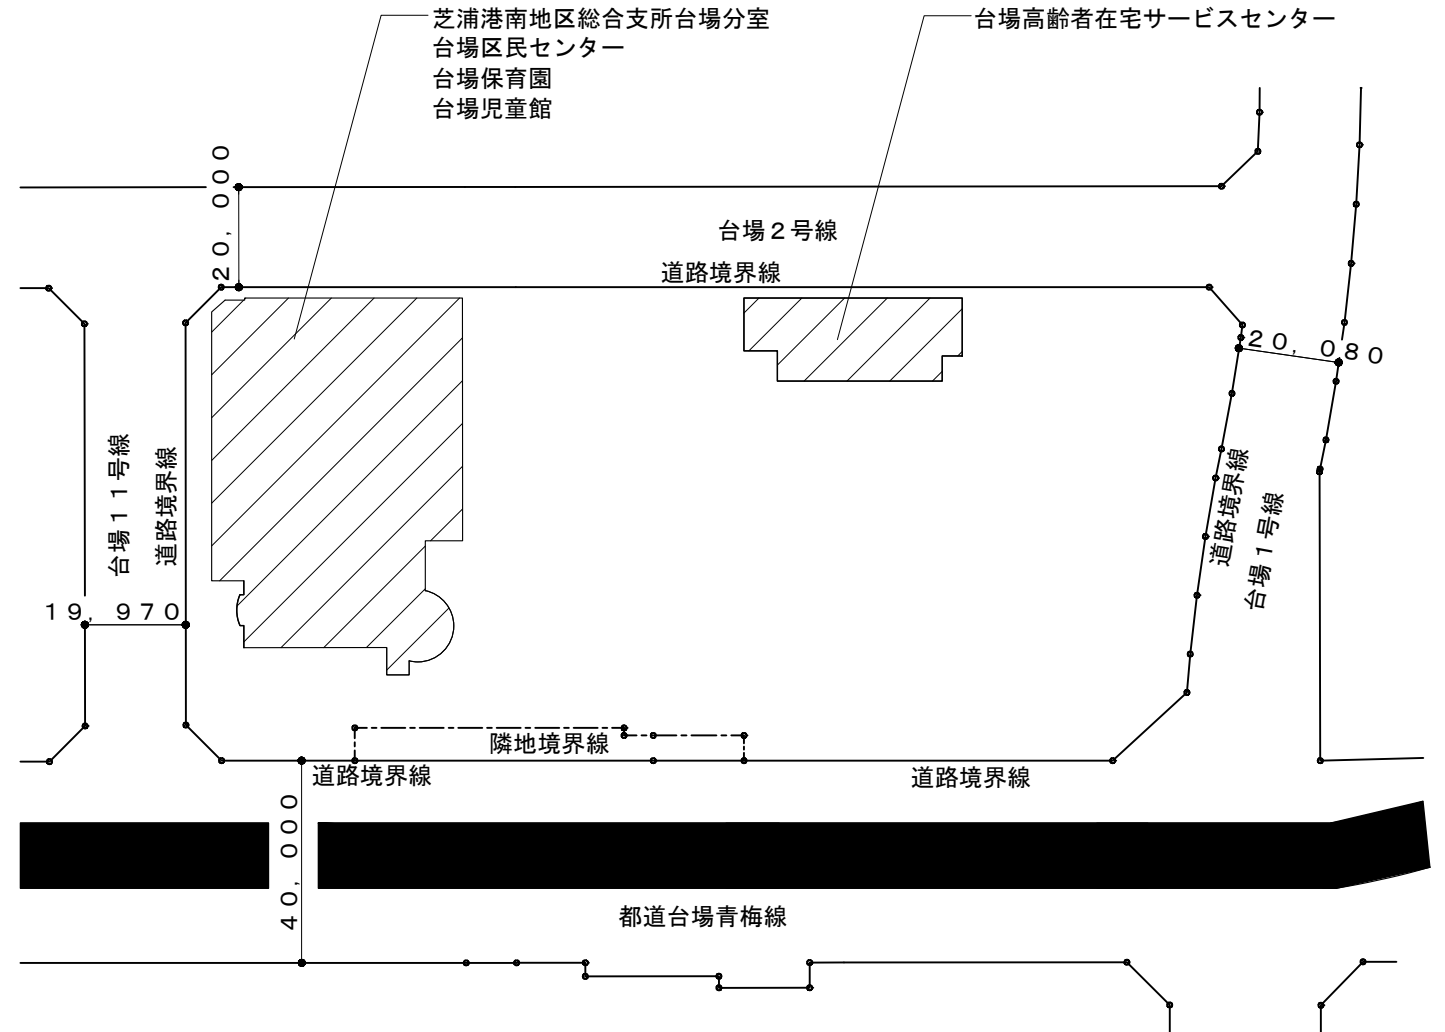 芝浦港南地区総合支所台場分室
台場区民センター
台場保育園
台場児童館
台場高齢者在宅サービスセンター
２０，０００
台場２号線
道路境界線
２０，０８０
台場１１号線
道路境界線
道路境界線
台場１号線
１９，９７０
隣地境界線
道路境界線
道路境界線
４０，０００
都道台場青梅線